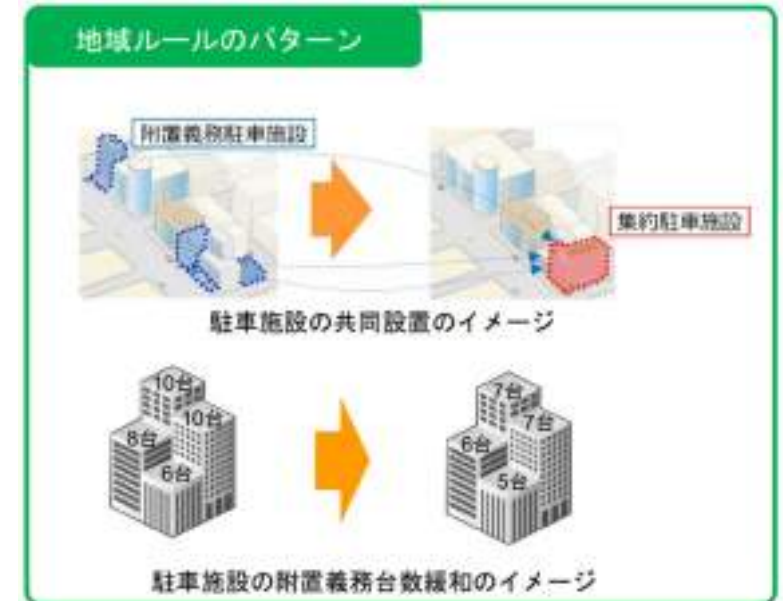 地域ルールのパターン
附置義務駐車施設
集約駐車施設
駐車施設の共同設置のイメージ
10台
10台
8台
6台
7台
7台
6台
5台
駐車施設の附置義務台数緩和のイメージ